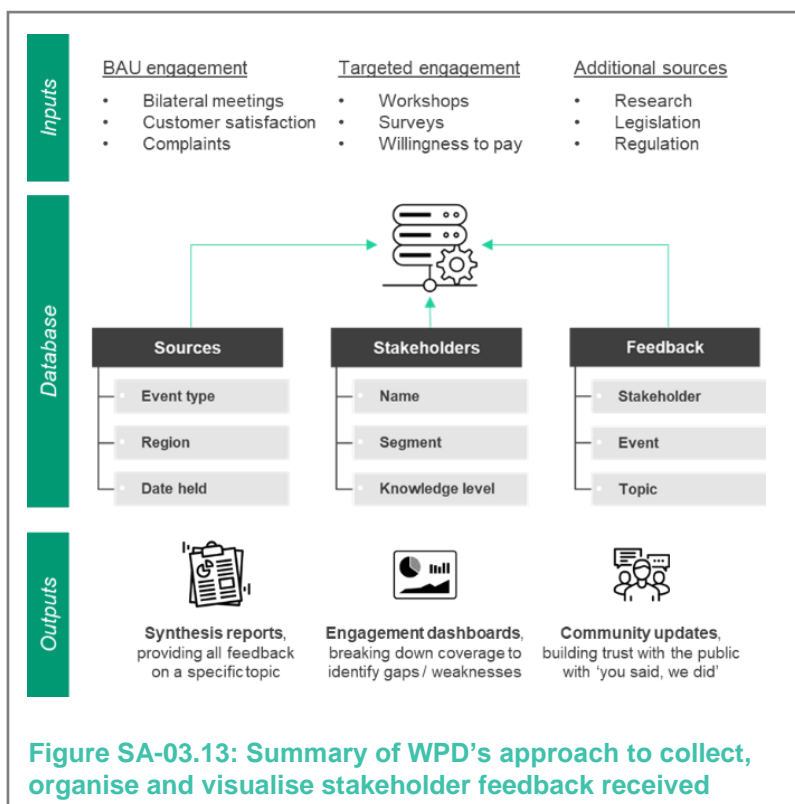 Inputs
BAU engagement
• Bilateral meetings
• Customer satisfaction
• Complaints
Targeted engagement
• Workshops
• Surveys
• Willingness to pay
Additional sources
• Research
• Legislation
• Regulation
Database
Sources
Event type
Region
Date held
Stakeholders
Name
Segment
Knowledge level
Feedback
Stakeholder
Event
Topic
Outputs
Synthesis reports,
providing all feedback
on a specific topic
Engagement dashboards,
breaking down coverage to
identify gaps / weaknesses
Community updates,
building trust with the public
with ‘you said, we did’
Figure SA-03.13: Summary of WPD’s approach to collect,
organise and visualise stakeholder feedback received